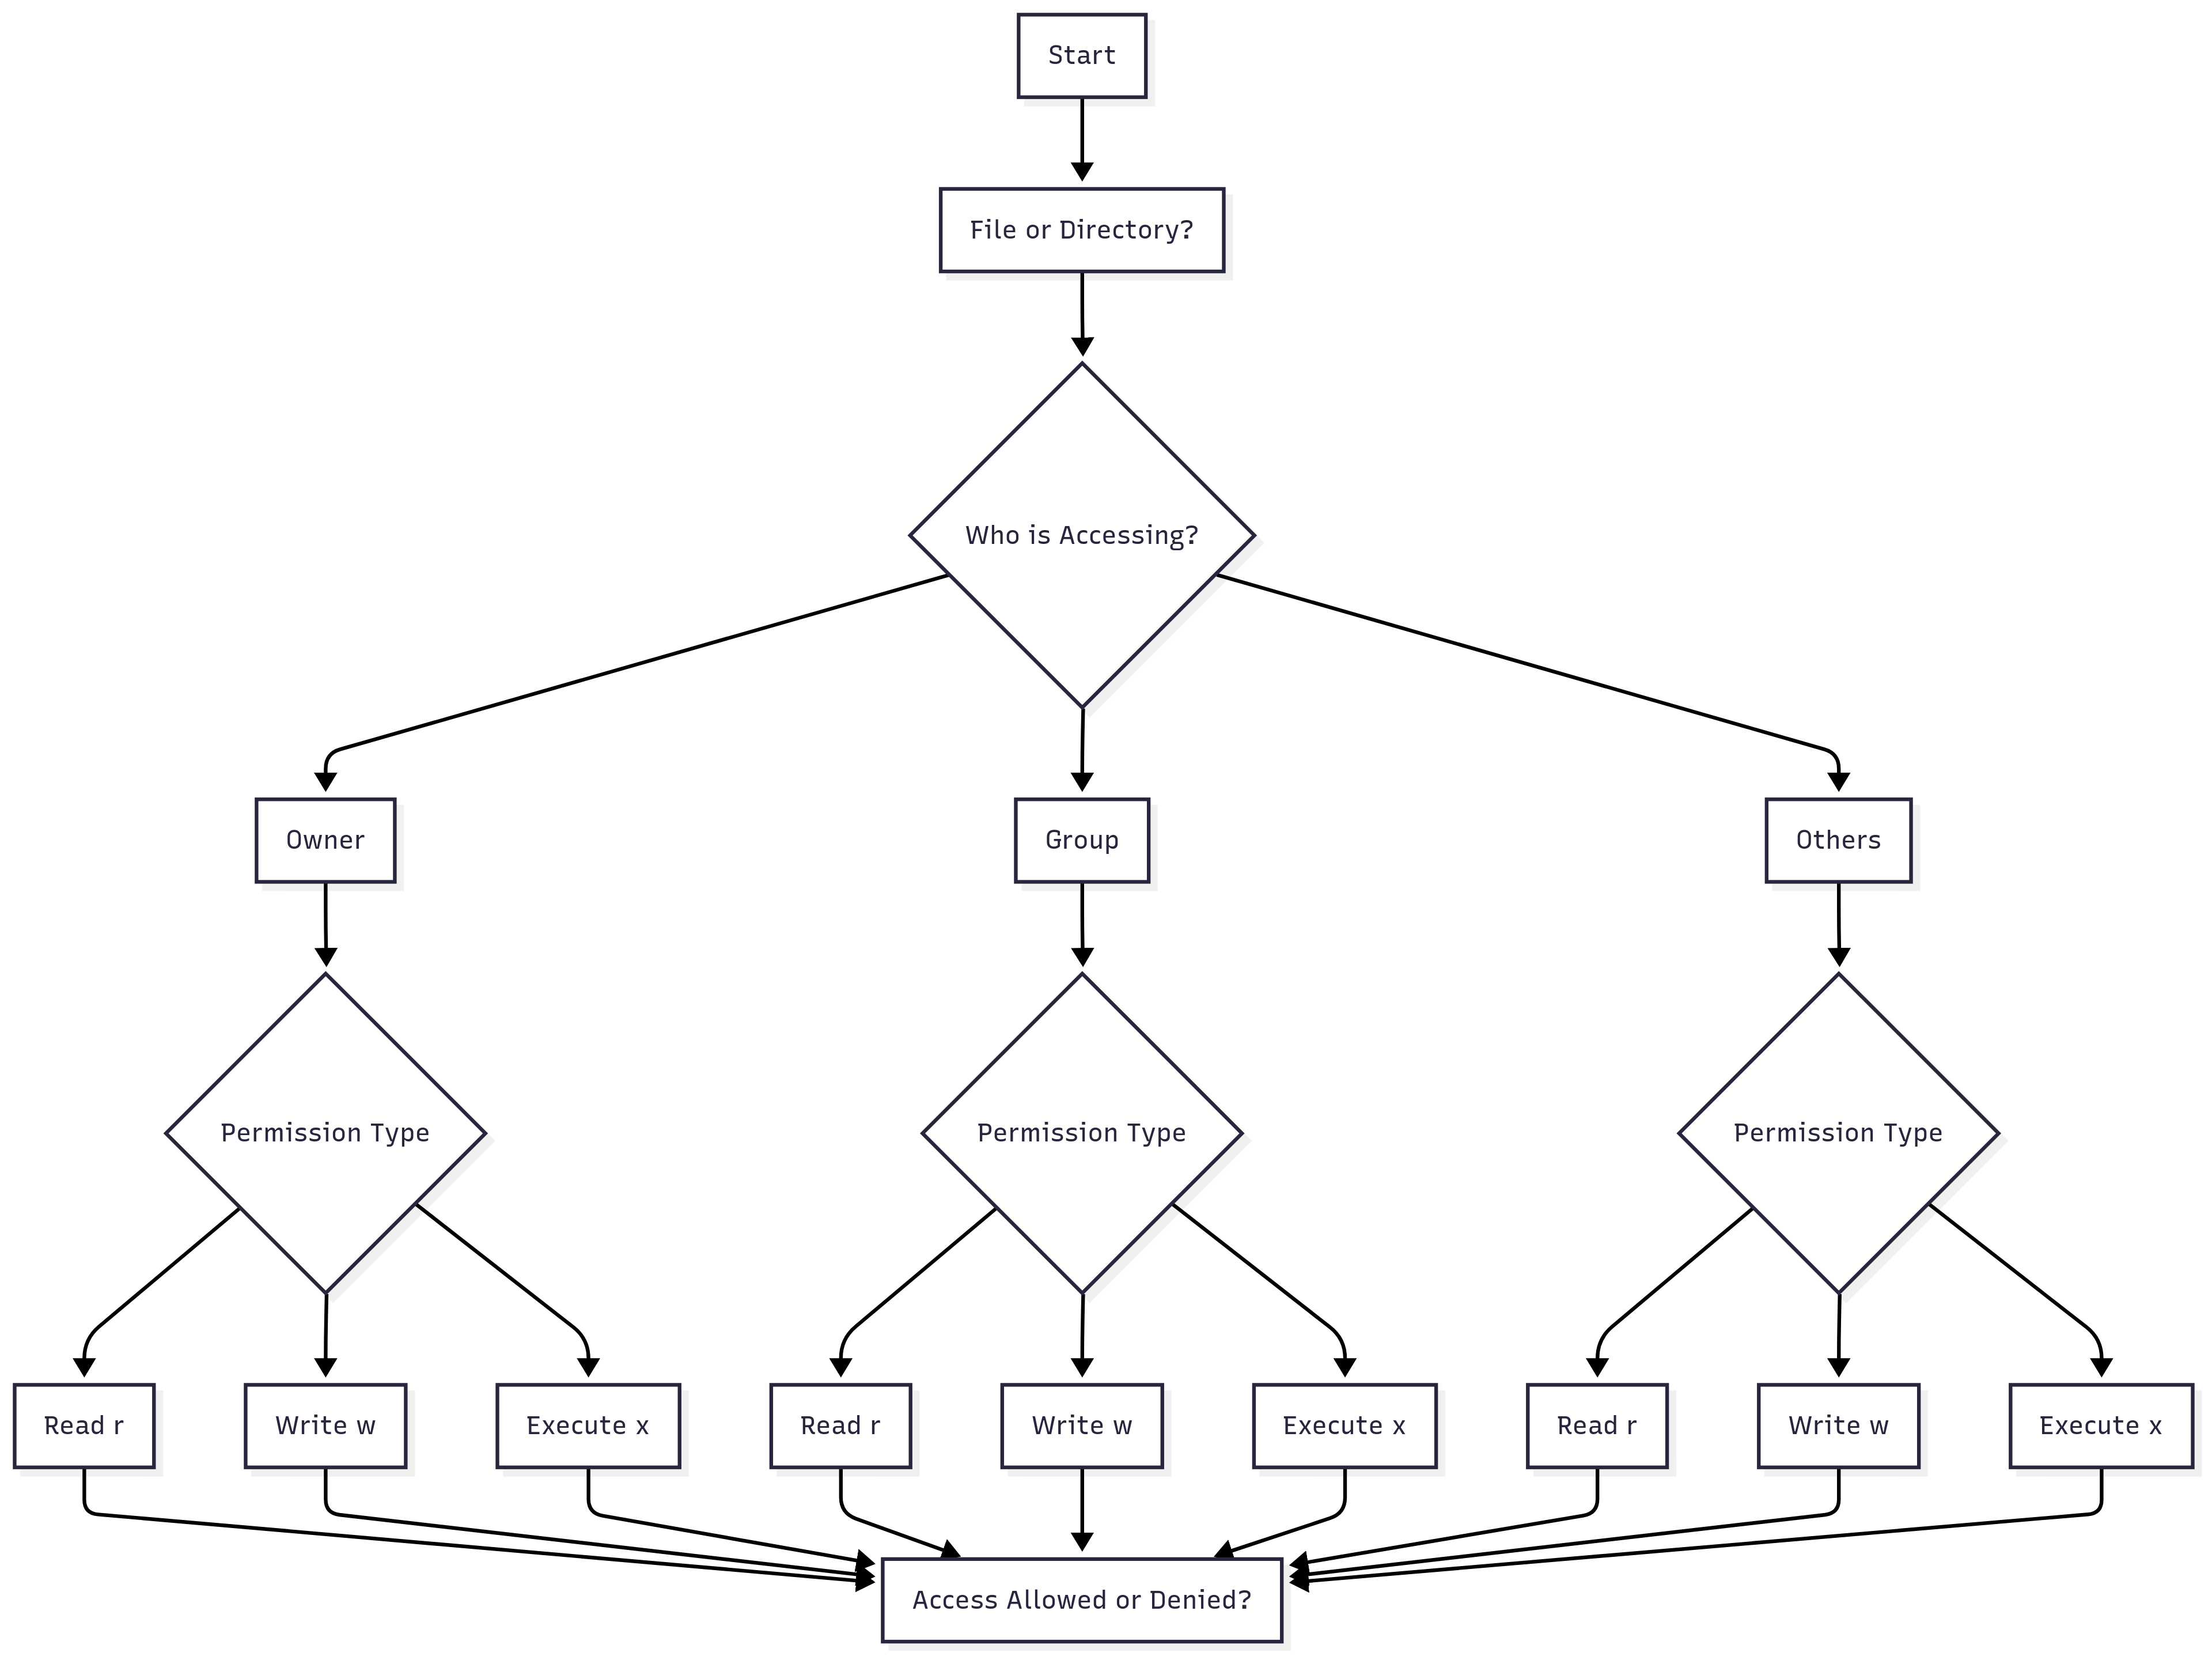 Start
File or Directory?
Who is Accessing?
Owner
Group
Others
Permission Type
Permission Type
Permission Type
Read r
Write w
Execute x
Read r
Write w
Execute x
Read r
Write w
Execute x
Access Allowed or Denied?